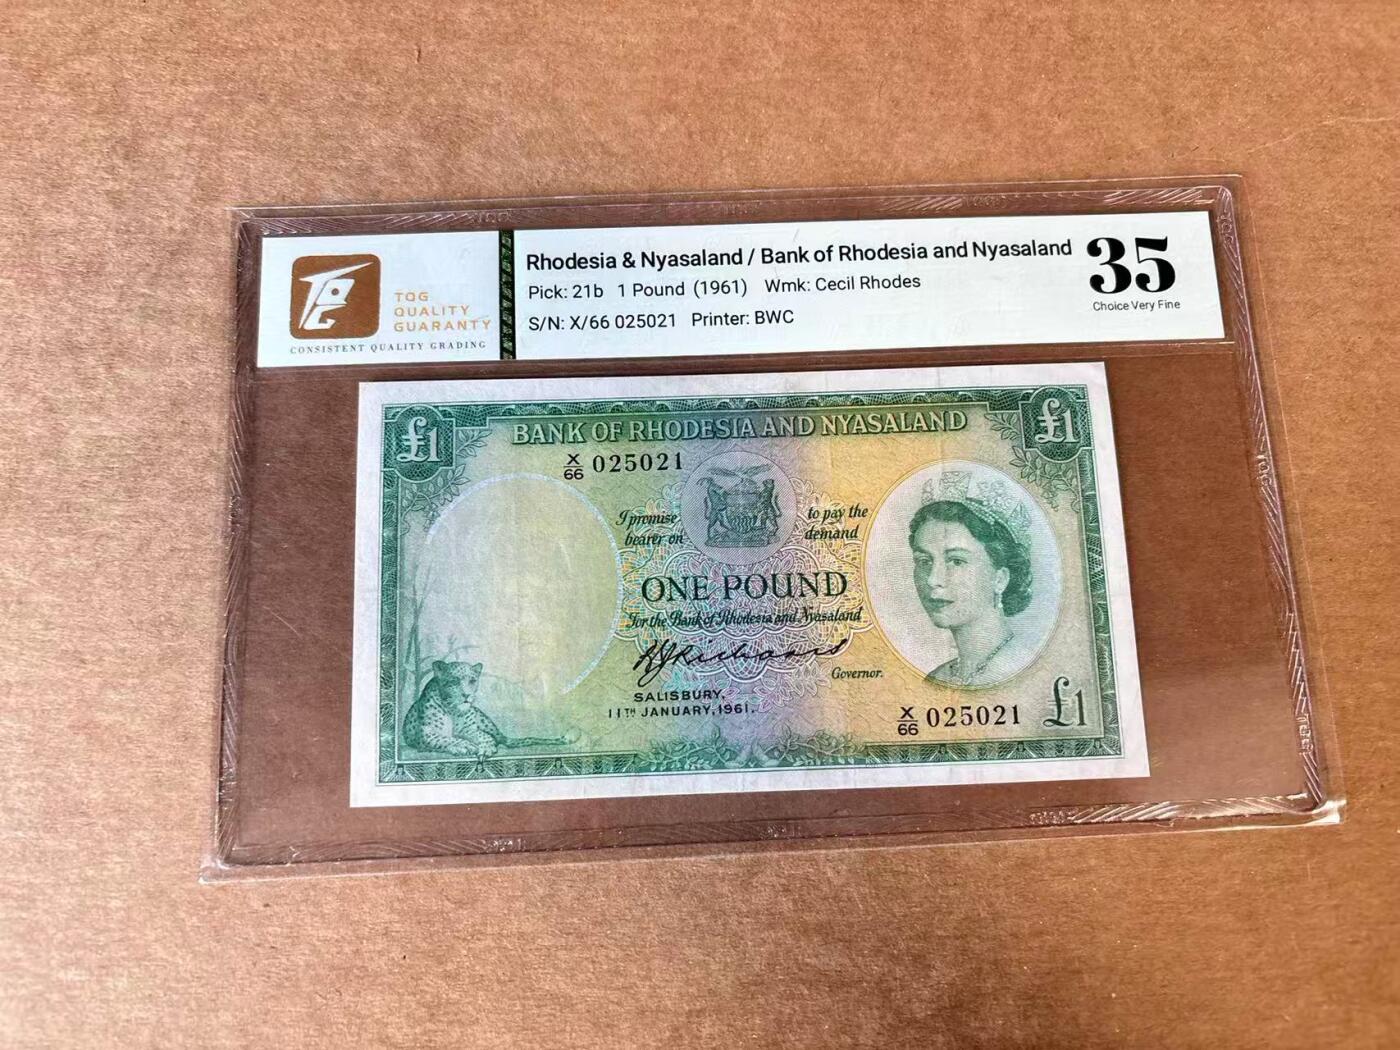 TQG
QUALITY
GUARANTY
CONSISTENT QUALITY GRADING
Rhodesia & Nyasaland / Bank of Rhodesia and Nyasaland
Pick: 21b 1 Pound (1961) Wmk: Cecil Rhodes
S/N: X/66 025021 Printer: BWC
35
Choice Very Fine
£1
£1
BANK OF RHODESIA AND NYASALAND
X/66 025021
I promise to pay the
bearer on demand
ONE POUND
For the Bank of Rhodesia and Nyasaland
Governor.
SALISBURY,
11TH JANUARY, 1961.
X/66 025021 £1